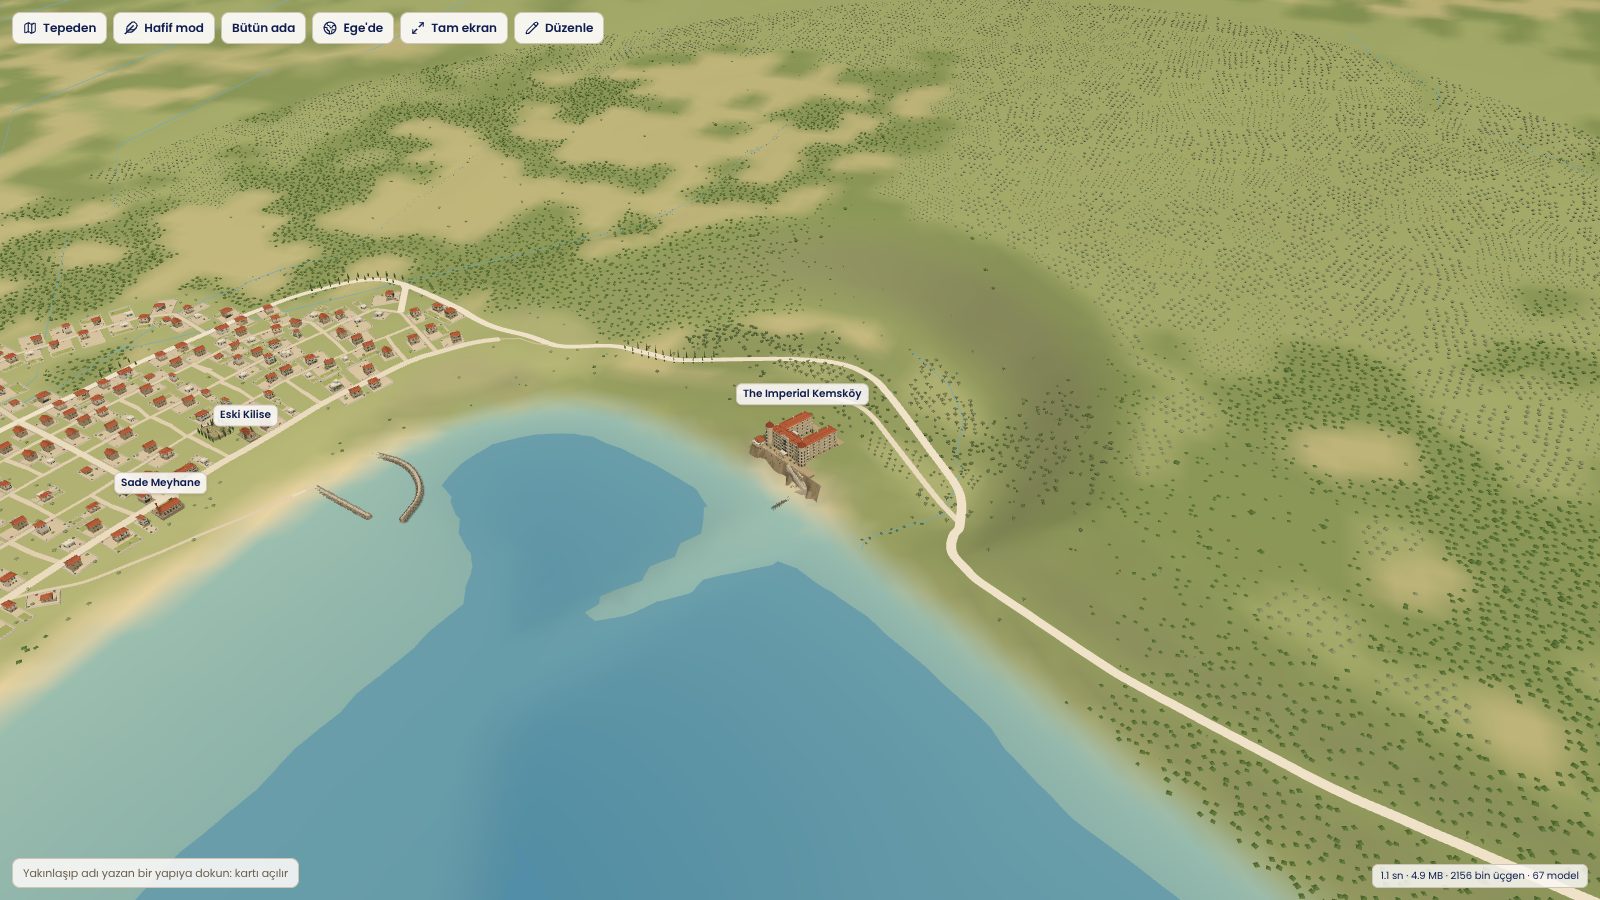 Tepeden
Hafif mod
Bütün ada
Ege'de
Tam ekran
Düzenle
The Imperial Kemsköy
Eski Kilise
Sade Meyhane
Yakınlaşıp adı yazan bir yapıya dokun: kartı açılır
1.1 sn · 4.9 MB · 2156 bin üçgen · 67 model